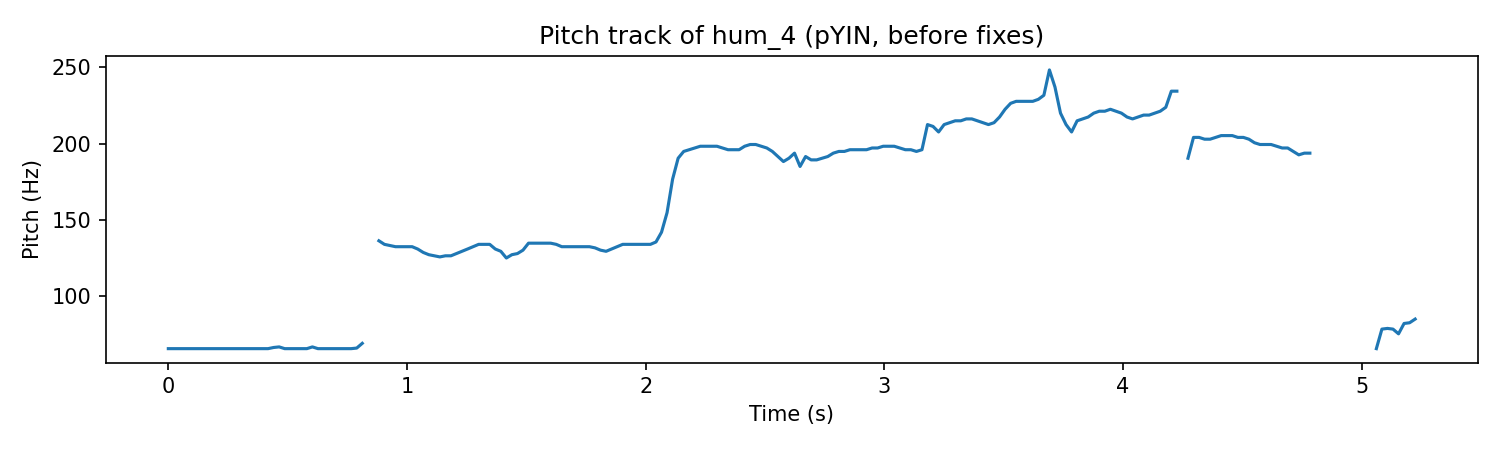 Pitch track of hum_4 (pYIN, before fixes)
250
200
150
100
Pitch (Hz)
0 1 2 3 4 5
Time (s)